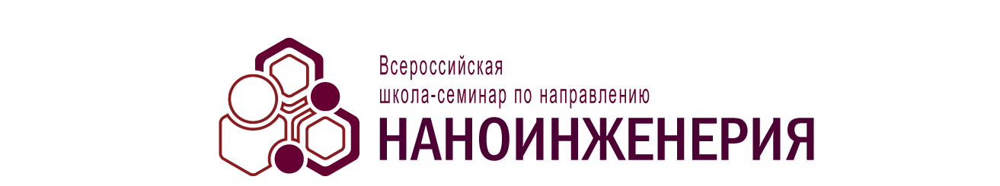 Всероссийская
школа-семинар по направлению
НАНОИНЖЕНЕРИЯ